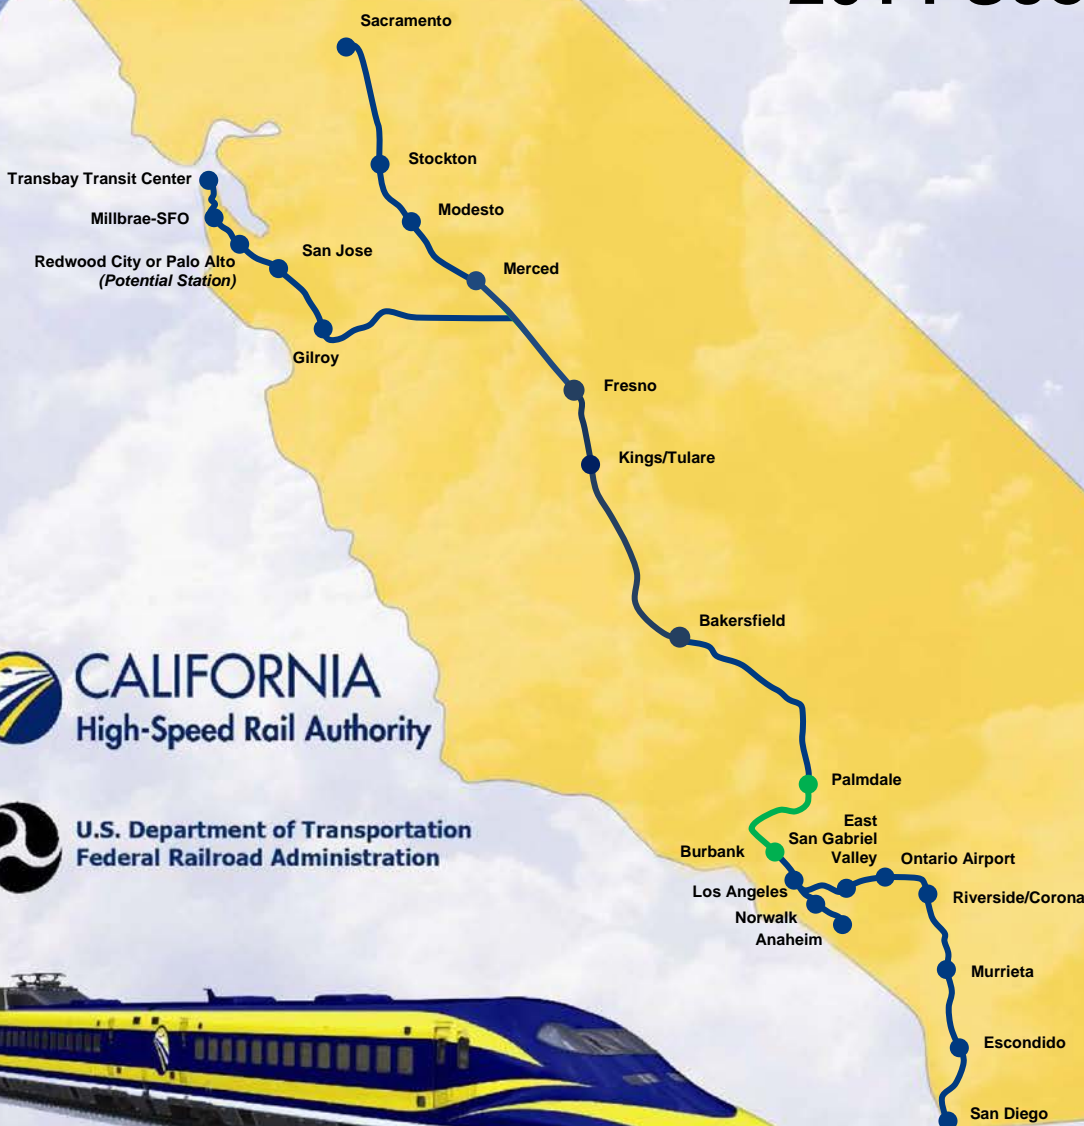 Sacramento
Stockton
Transbay Transit Center
Modesto
Millbrae-SFO
San Jose
Redwood City or Palo Alto
(Potential Station)
Merced
Gilroy
Fresno
Kings/Tulare
Bakersfield
CALIFORNIA
High-Speed Rail Authority
Palmdale
U.S. Department of Transportation
Federal Railroad Administration
East
San Gabriel
Valley
Burbank
Ontario Airport
Los Angeles
Riverside/Corona
Norwalk
Anaheim
Murrieta
Escondido
San Diego